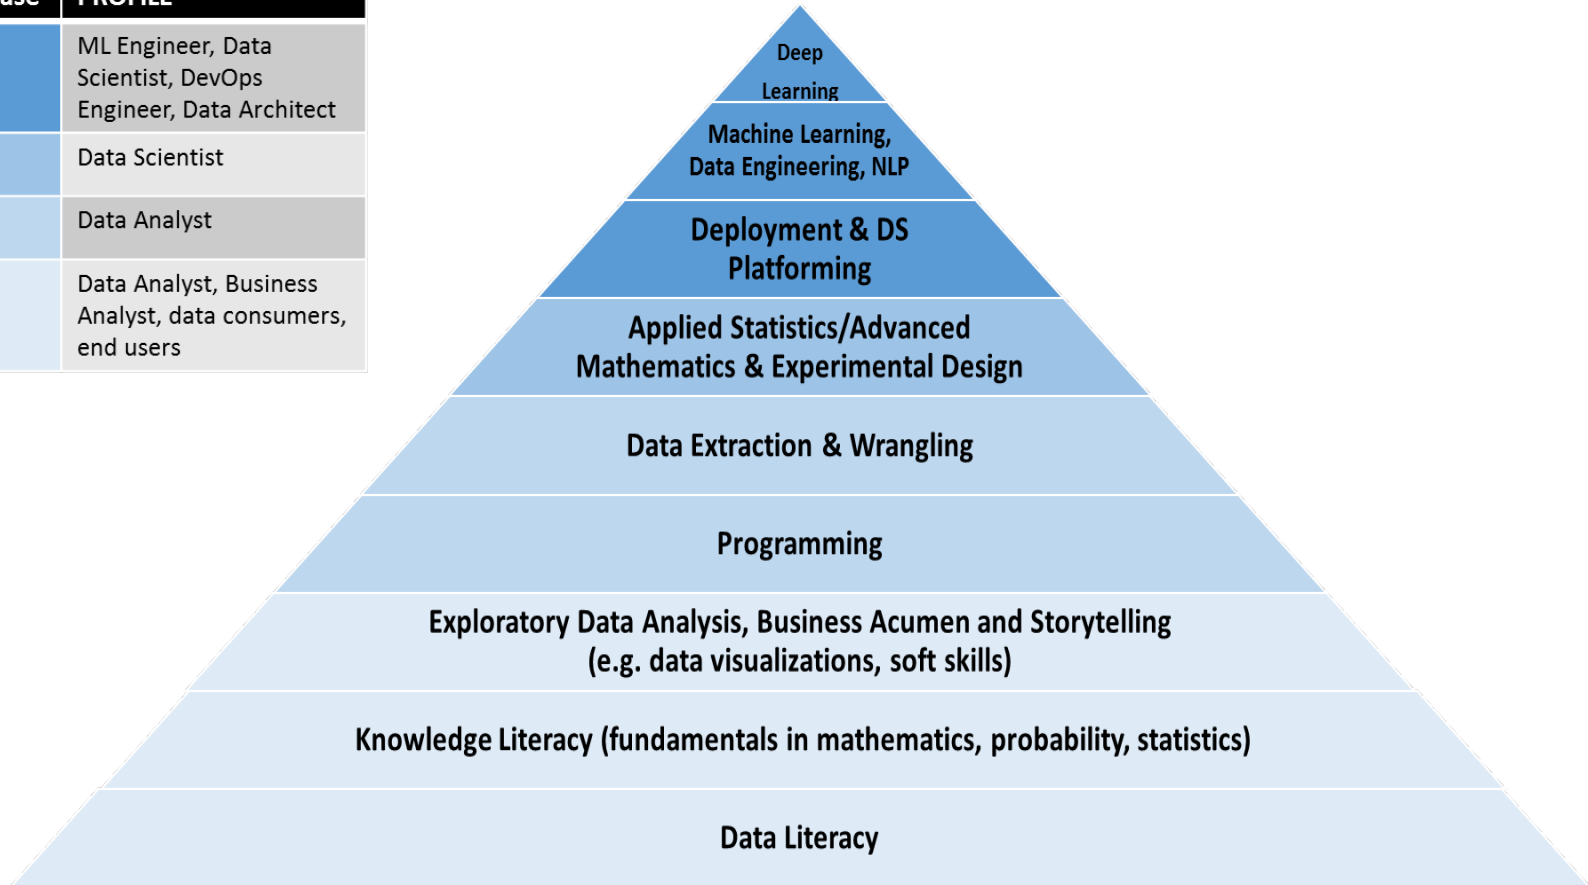 PROFILE
ML Engineer, Data
Scientist, DevOps
Engineer, Data Architect
Data Scientist
Data Analyst
Data Analyst, Business
Analyst, data consumers,
end users
Deep
Learning
Machine Learning,
Data Engineering, NLP
Deployment & DS
Platforming
Applied Statistics/Advanced
Mathematics & Experimental Design
Data Extraction & Wrangling
Programming
Exploratory Data Analysis, Business Acumen and Storytelling
(e.g. data visualizations, soft skills)
Knowledge Literacy (fundamentals in mathematics, probability, statistics)
Data Literacy